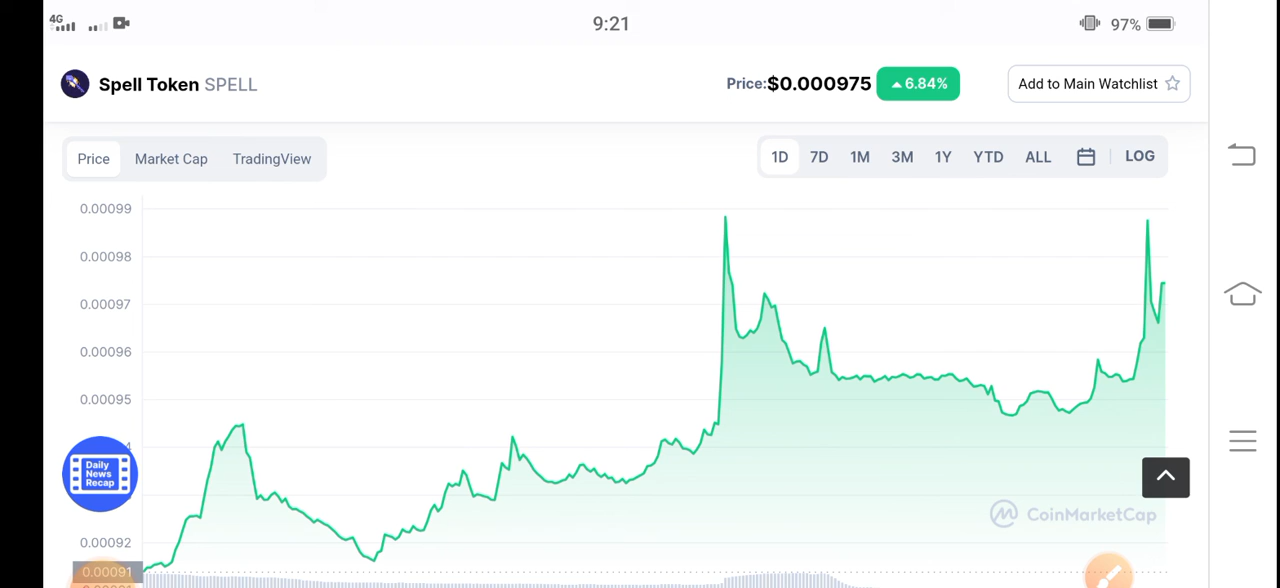 4G 9:21 97%
Spell Token SPELL Price:$0.000975 6.84% Add to Main Watchlist
Price Market Cap TradingView 1D 7D 1M 3M 1Y YTD ALL LOG
0.00099
0.00098
0.00097
0.00096
0.00095
4
Daily
News
Recap
CoinMarketCap
0.00092
0.00091